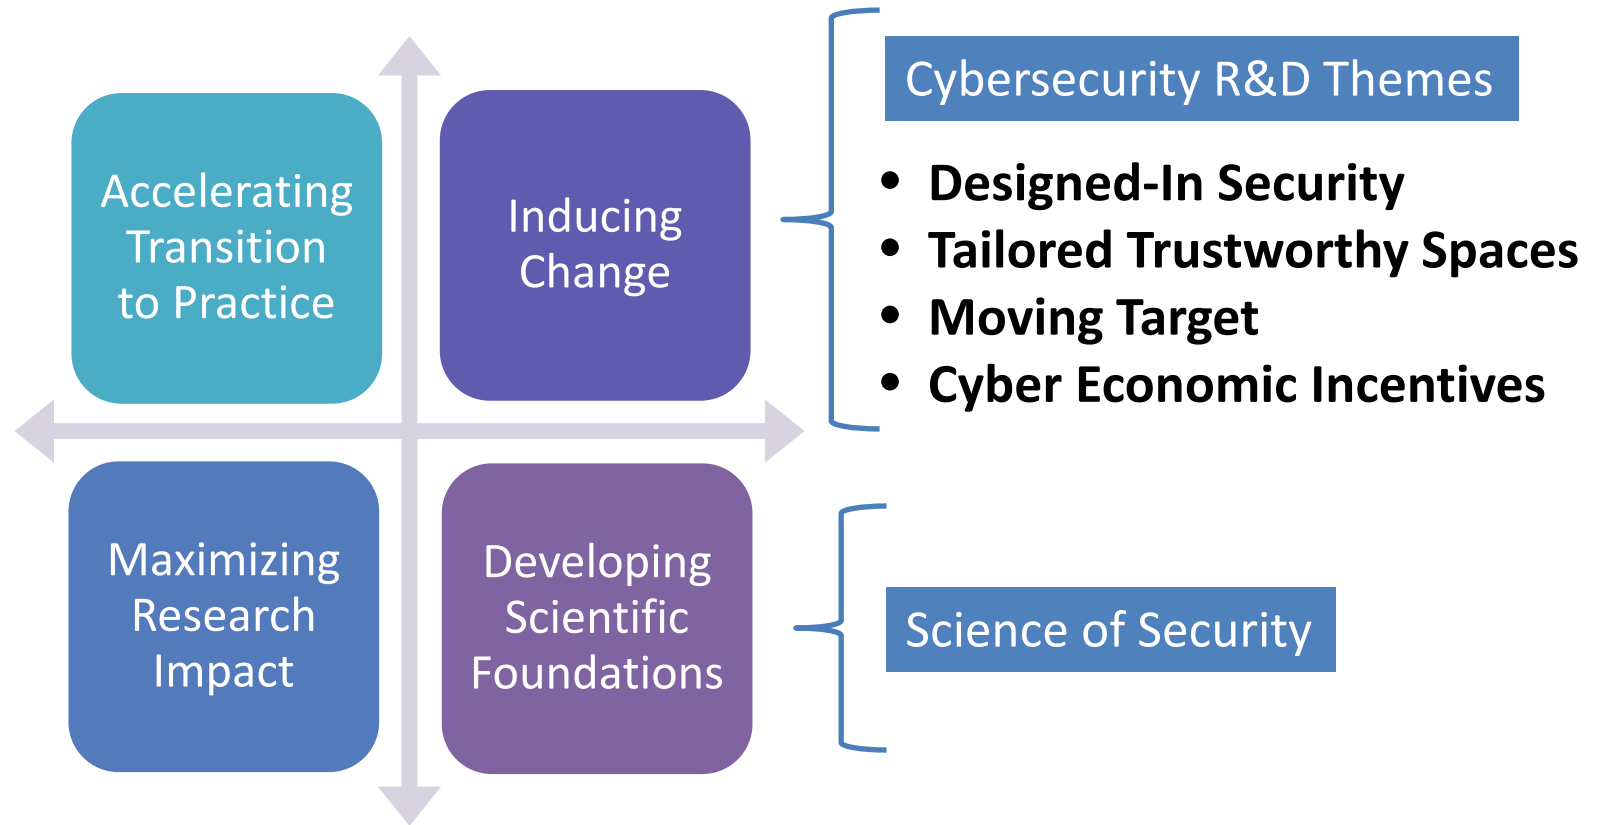 Accelerating
Transition
to Practice
Inducing
Change
Cybersecurity R&D Themes
• Designed-In Security
• Tailored Trustworthy Spaces
• Moving Target
• Cyber Economic Incentives
Maximizing
Research
Impact
Developing
Scientific
Foundations
Science of Security